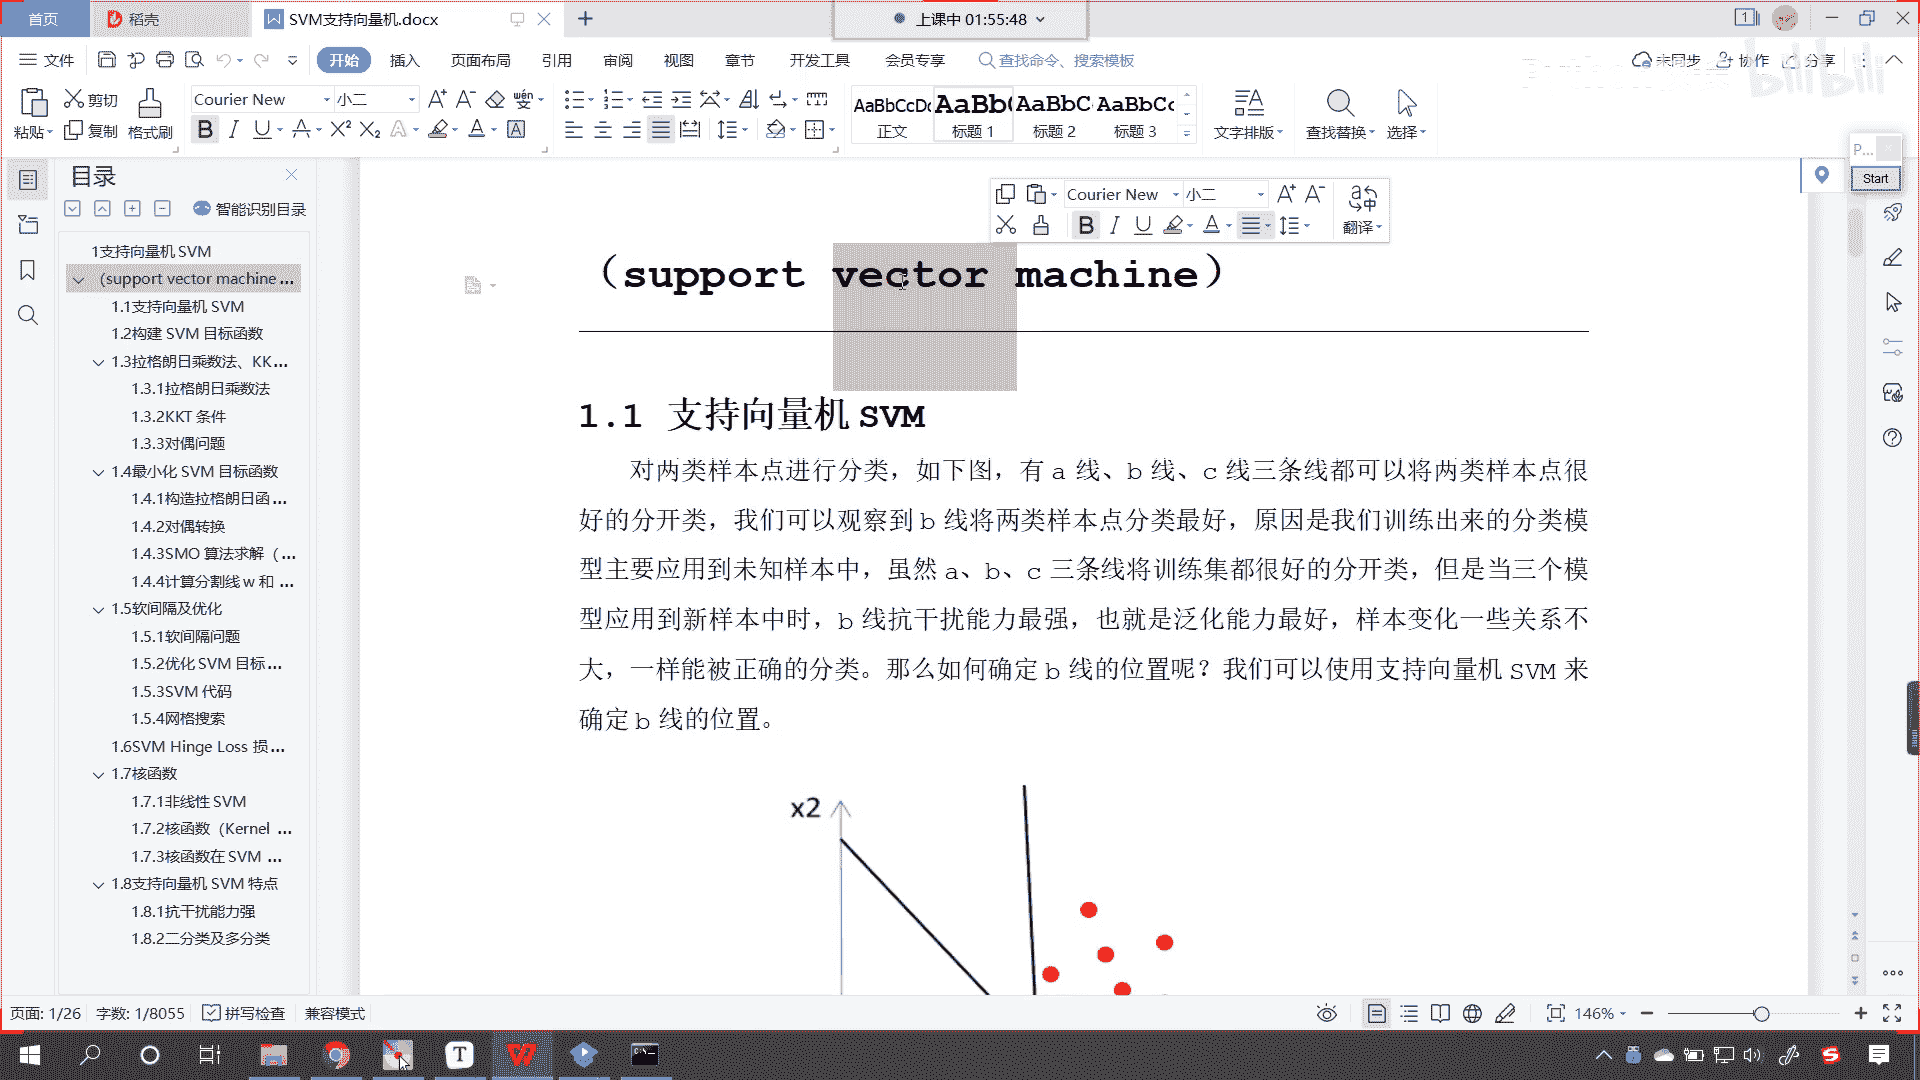 首页
稻壳
SVM支持向量机.docx
上课中 01:55:48
1
文件
开始
插入
页面布局
引用
审阅
视图
章节
开发工具
会员专享
查找命令、搜索模板
未同步
协作
分享
bilibili
粘贴
剪切
复制
格式刷
Courier New
小二
AaBbCcDd
AaBb(
AaBbC
AaBbCc
正文
标题 1
标题 2
标题 3
文字排版
查找替换
选择
P...
Start
目录
智能识别目录
1支持向量机 SVM
（support vector machine ...
1.1支持向量机 SVM
1.2构建 SVM 目标函数
1.3拉格朗日乘数法、KK...
1.3.1拉格朗日乘数法
1.3.2KKT 条件
1.3.3对偶问题
1.4最小化 SVM 目标函数
1.4.1构造拉格朗日函 ...
1.4.2对偶转换
1.4.3SMO 算法求解（ ...
1.4.4计算分割线 w 和 ...
1.5软间隔及优化
1.5.1软间隔问题
1.5.2优化 SVM 目标...
1.5.3SVM 代码
1.5.4网格搜索
1.6SVM Hinge Loss 损...
1.7核函数
1.7.1非线性 SVM
1.7.2核函数（Kernel ...
1.7.3核函数在 SVM ...
1.8支持向量机 SVM 特点
1.8.1抗干扰能力强
1.8.2二分类及多分类
Courier New
小二
翻译
（support vector machine）
1.1 支持向量机 SVM
对两类样本点进行分类，如下图，有 a 线、b 线、c 线三条线都可以将两类样本点很
好的分开类，我们可以观察到 b 线将两类样本点分类最好，原因是我们训练出来的分类模
型主要应用到未知样本中，虽然 a、b、c 三条线将训练集都很好的分开类，但是当三个模
型应用到新样本中时，b 线抗干扰能力最强，也就是泛化能力最好，样本变化一些关系不
大，一样能被正确的分类。那么如何确定 b 线的位置呢？我们可以使用支持向量机 SVM 来
确定 b 线的位置。
x2
页面: 1/26
字数: 1/8055
拼写检查
兼容模式
146%